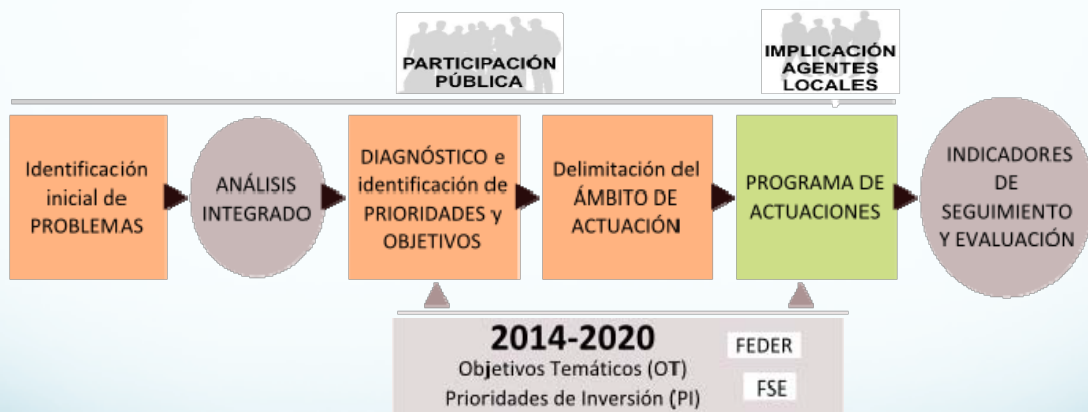 PARTICIPACIÓN
PÚBLICA
IMPLICACIÓN
AGENTES
LOCALES
Identificación
inicial de
PROBLEMAS
ANÁLISIS
INTEGRADO
DIAGNÓSTICO e
identificación de
PRIORIDADES y
OBJETIVOS
Delimitación del
ÁMBITO DE
ACTUACIÓN
PROGRAMA DE
ACTUACIONES
INDICADORES
DE
SEGUIMIENTO
Y EVALUACIÓN
2014-2020
Objetivos Temáticos (OT)
Prioridades de Inversión (PI)
FEDER
FSE